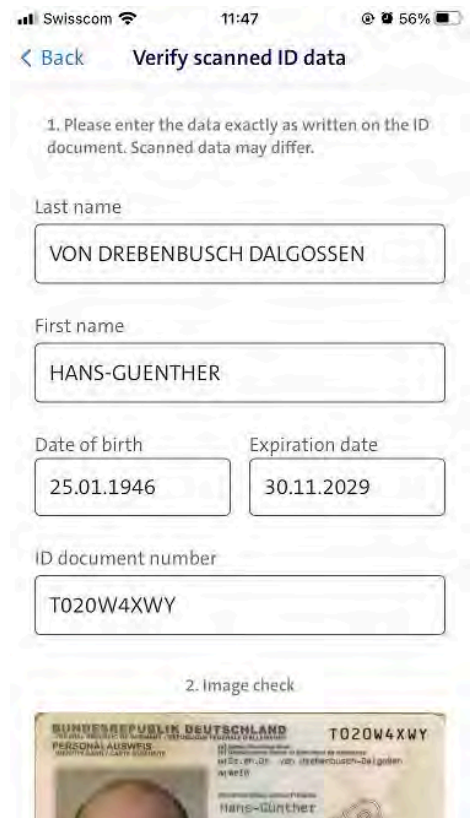 Swisscom 11:47 56%
Back Verify scanned ID data
1. Please enter the data exactly as written on the ID
document. Scanned data may differ.
Last name
VON DREBENBUSCH DALGOSSEN
First name
HANS-GUENTHER
Date of birth Expiration date
25.01.1946 30.11.2029
ID document number
T020W4XWY
2. Image check
BUNDESREPUBLIK DEUTSCHLAND T020W4XWY
PERSONALAUSWEIS
Hans-Günther